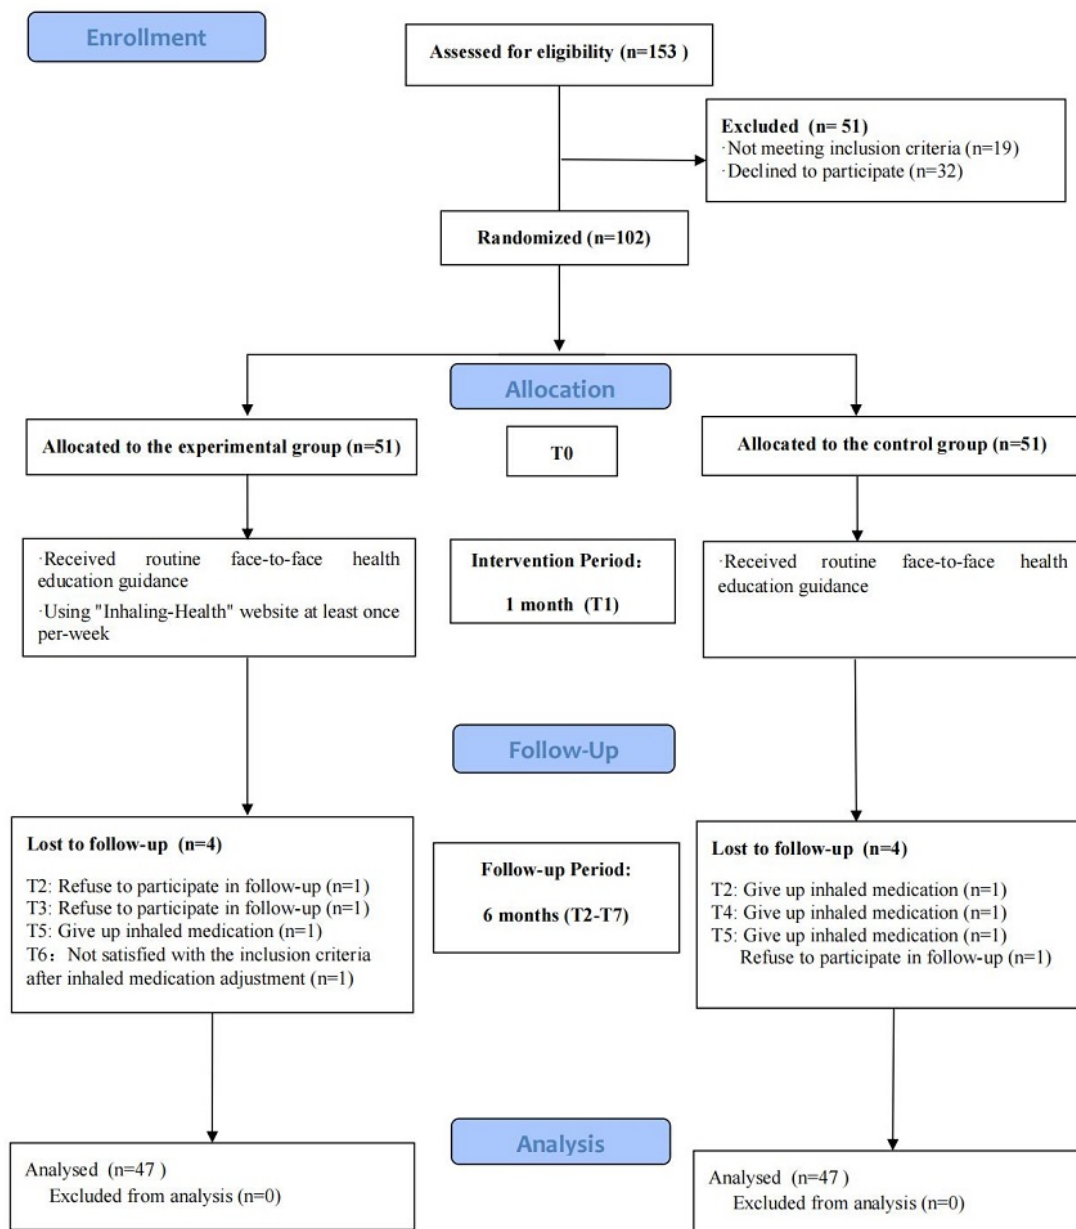 Enrollment
Assessed for eligibility (n=153 )
Excluded (n= 51)
·Not meeting inclusion criteria (n=19)
·Declined to participate (n=32)
Randomized (n=102)
Allocation
Allocated to the experimental group (n=51)
T0
Allocated to the control group (n=51)
·Received routine face-to-face health
education guidance
·Using "Inhaling-Health" website at least once
per-week
Intervention Period：
1 month (T1)
·Received routine face-to-face health
education guidance
Follow-Up
Lost to follow-up (n=4)
T2: Refuse to participate in follow-up (n=1)
T3: Refuse to participate in follow-up (n=1)
T5: Give up inhaled medication (n=1)
T6：Not satisfied with the inclusion criteria
after inhaled medication adjustment (n=1)
Follow-up Period:
6 months (T2-T7)
Lost to follow-up (n=4)
T2: Give up inhaled medication (n=1)
T4: Give up inhaled medication (n=1)
T5: Give up inhaled medication (n=1)
Refuse to participate in follow-up (n=1)
Analysis
Analysed (n=47 )
Excluded from analysis (n=0)
Analysed (n=47 )
Excluded from analysis (n=0)